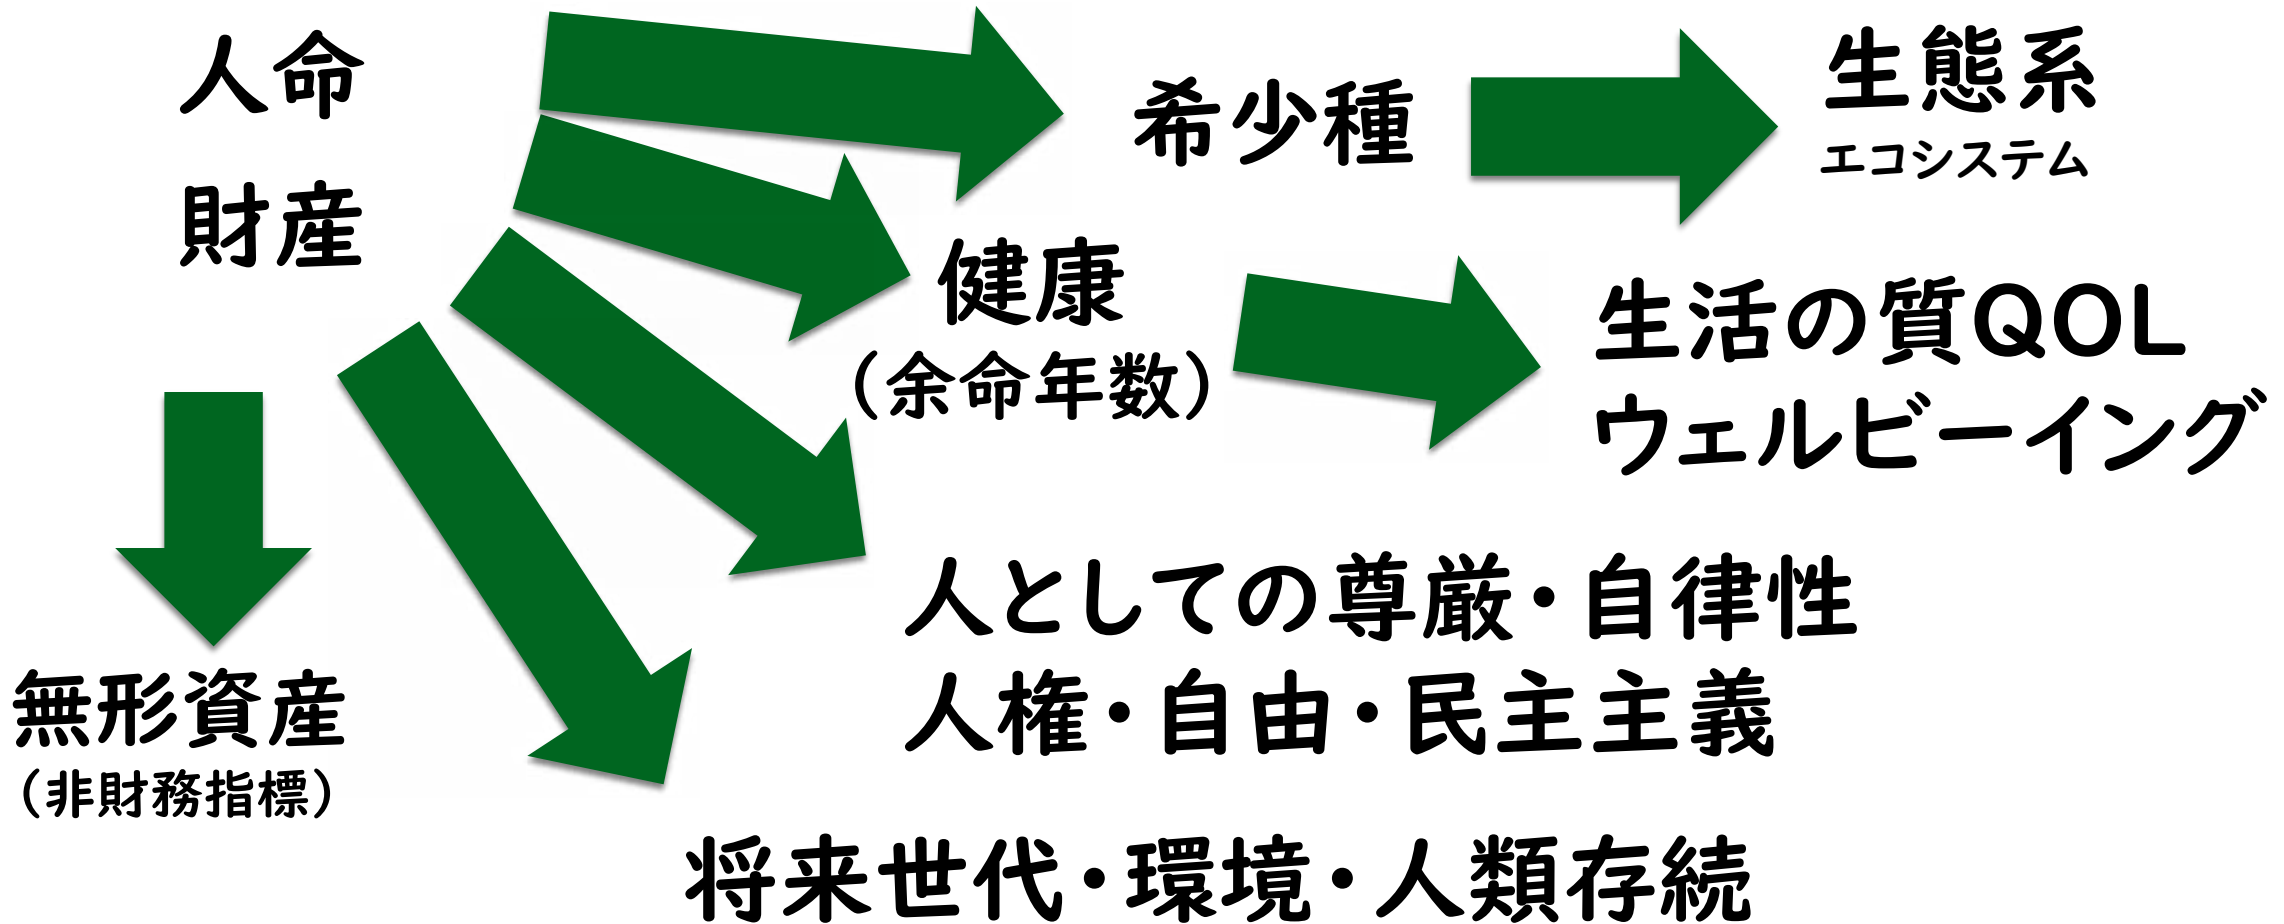 人命
財産
希少種
生態系
エコシステム
健康
（余命年数）
生活の質QOL
ウェルビーイング
人としての尊厳・自律性
人権・自由・民主主義
無形資産
（非財務指標）
将来世代・環境・人類存続